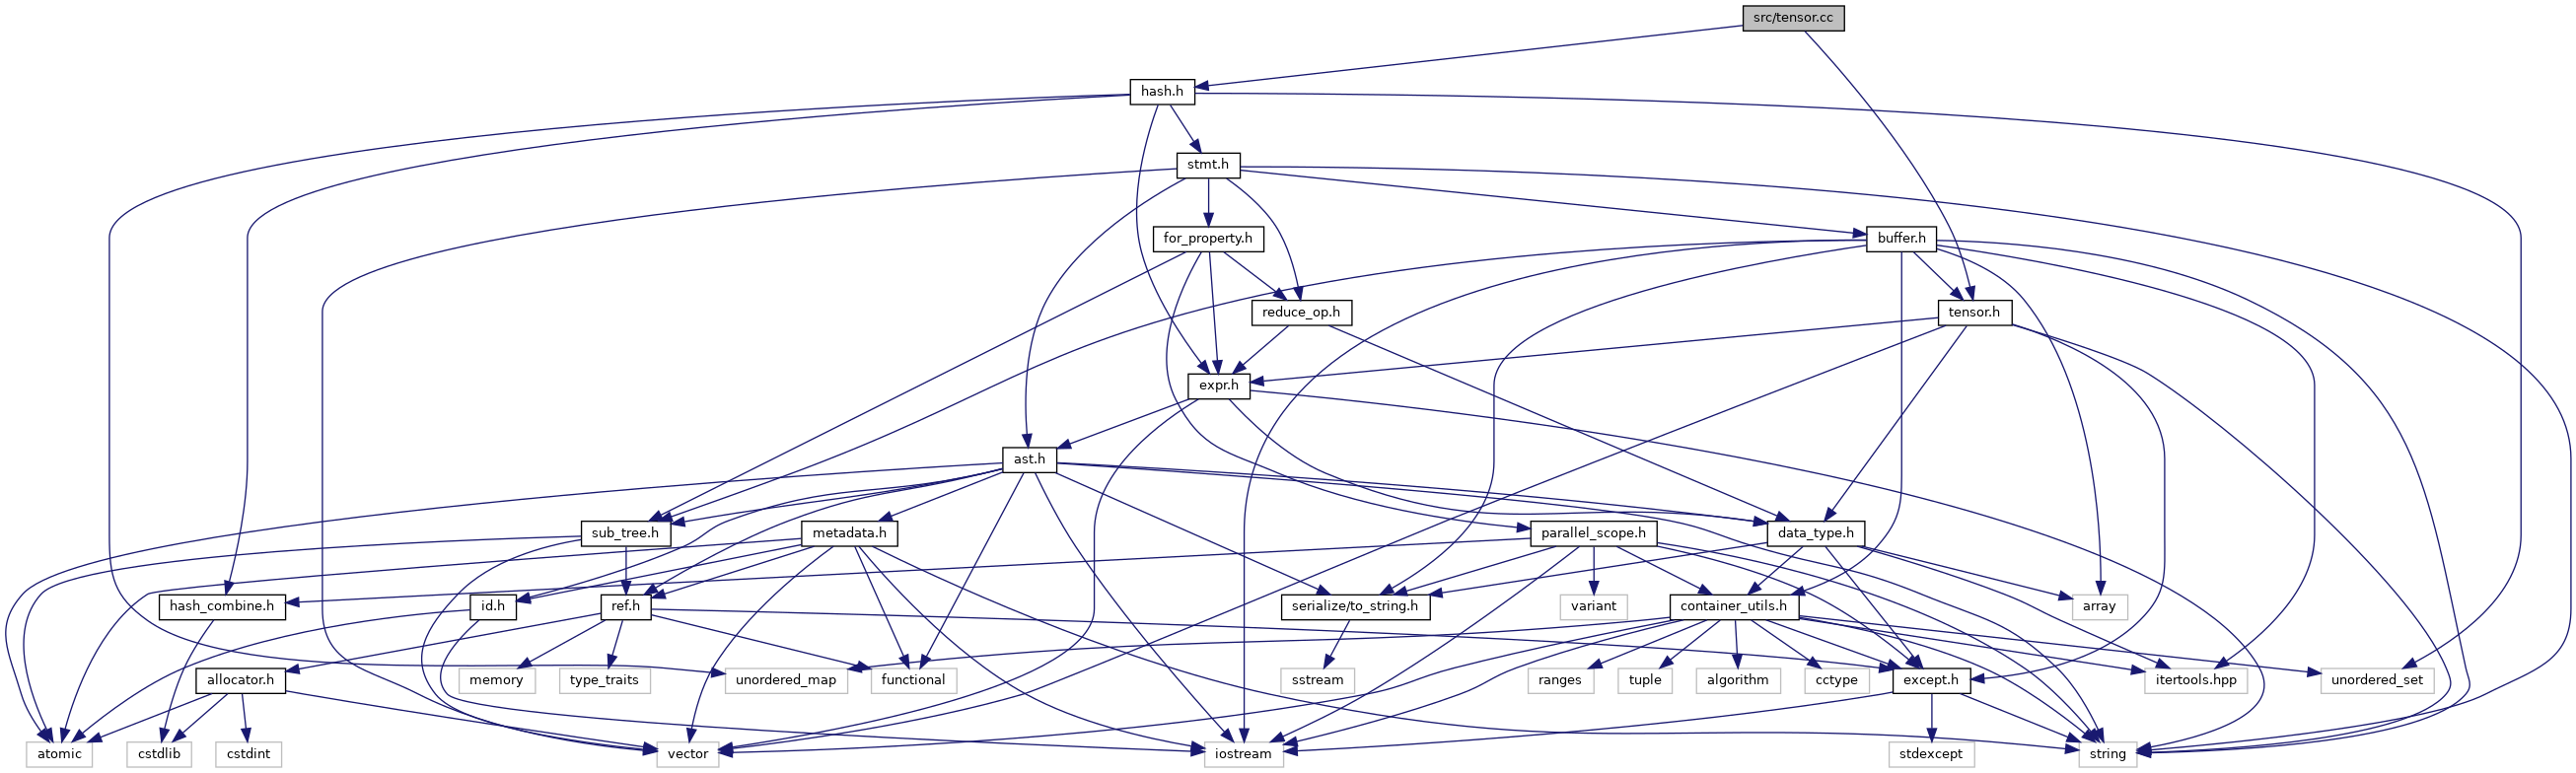 src/tensor.cc
hash.h
stmt.h
for_property.h
buffer.h
reduce_op.h
tensor.h
expr.h
ast.h
sub_tree.h
metadata.h
parallel_scope.h
data_type.h
hash_combine.h
id.h
ref.h
serialize/to_string.h
variant
container_utils.h
array
allocator.h
memory
type_traits
unordered_map
functional
sstream
ranges
tuple
algorithm
cctype
except.h
itertools.hpp
unordered_set
atomic
cstdlib
cstdint
vector
iostream
stdexcept
string